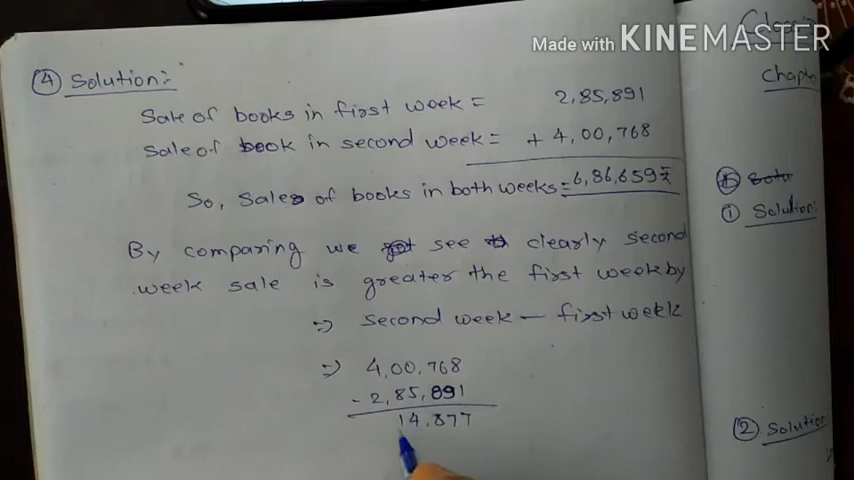 Made with KINEMASTER
④ Solution:-
Sale of books in first week = 2,85,891
Sale of book in second week = + 4,00,768
So, Sales of books in both weeks = 6,86,659 ₹
By comparing we see clearly second
week sale is greater the first week by
⇒ second week - first week
⇒ 4,00,768
- 2,85,891
14,877
Chapt
① Solution:
② Solution